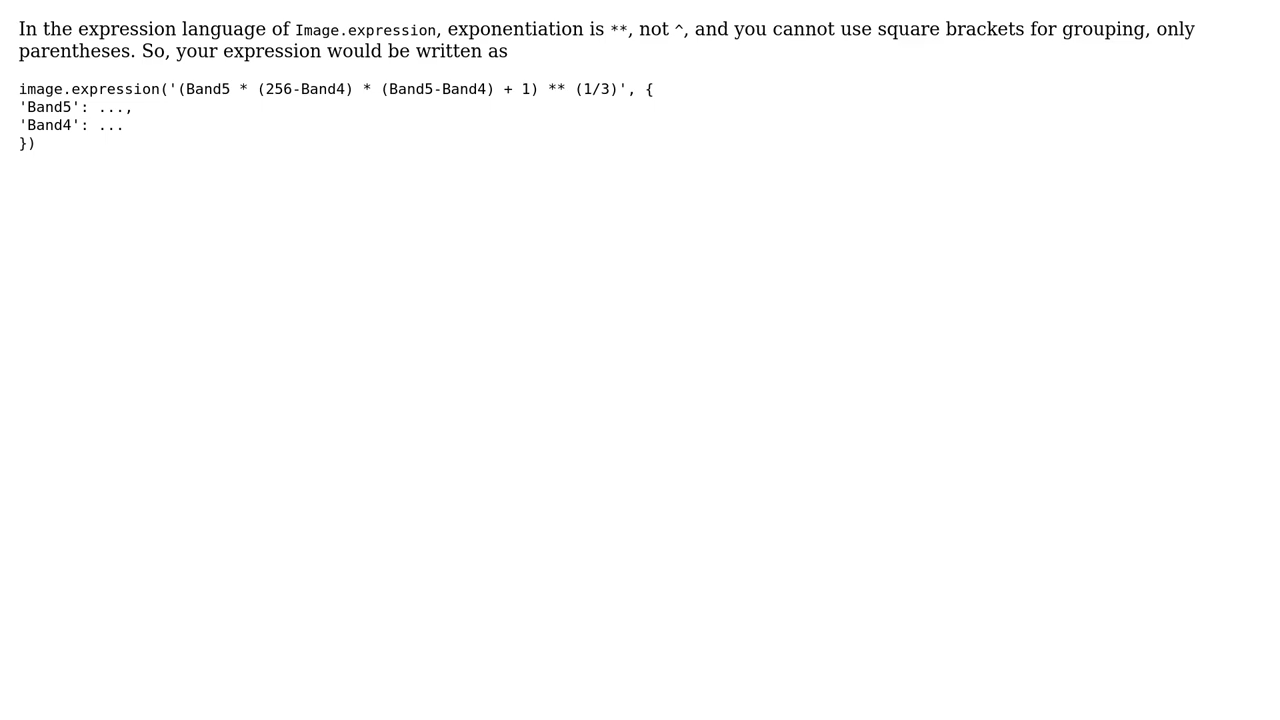 In the expression language of Image.expression, exponentiation is **, not ^, and you cannot use square brackets for grouping, only
parentheses. So, your expression would be written as
image.expression('(Band5 * (256-Band4) * (Band5-Band4) + 1) ** (1/3)', {
'Band5': ...,
'Band4': ...
})